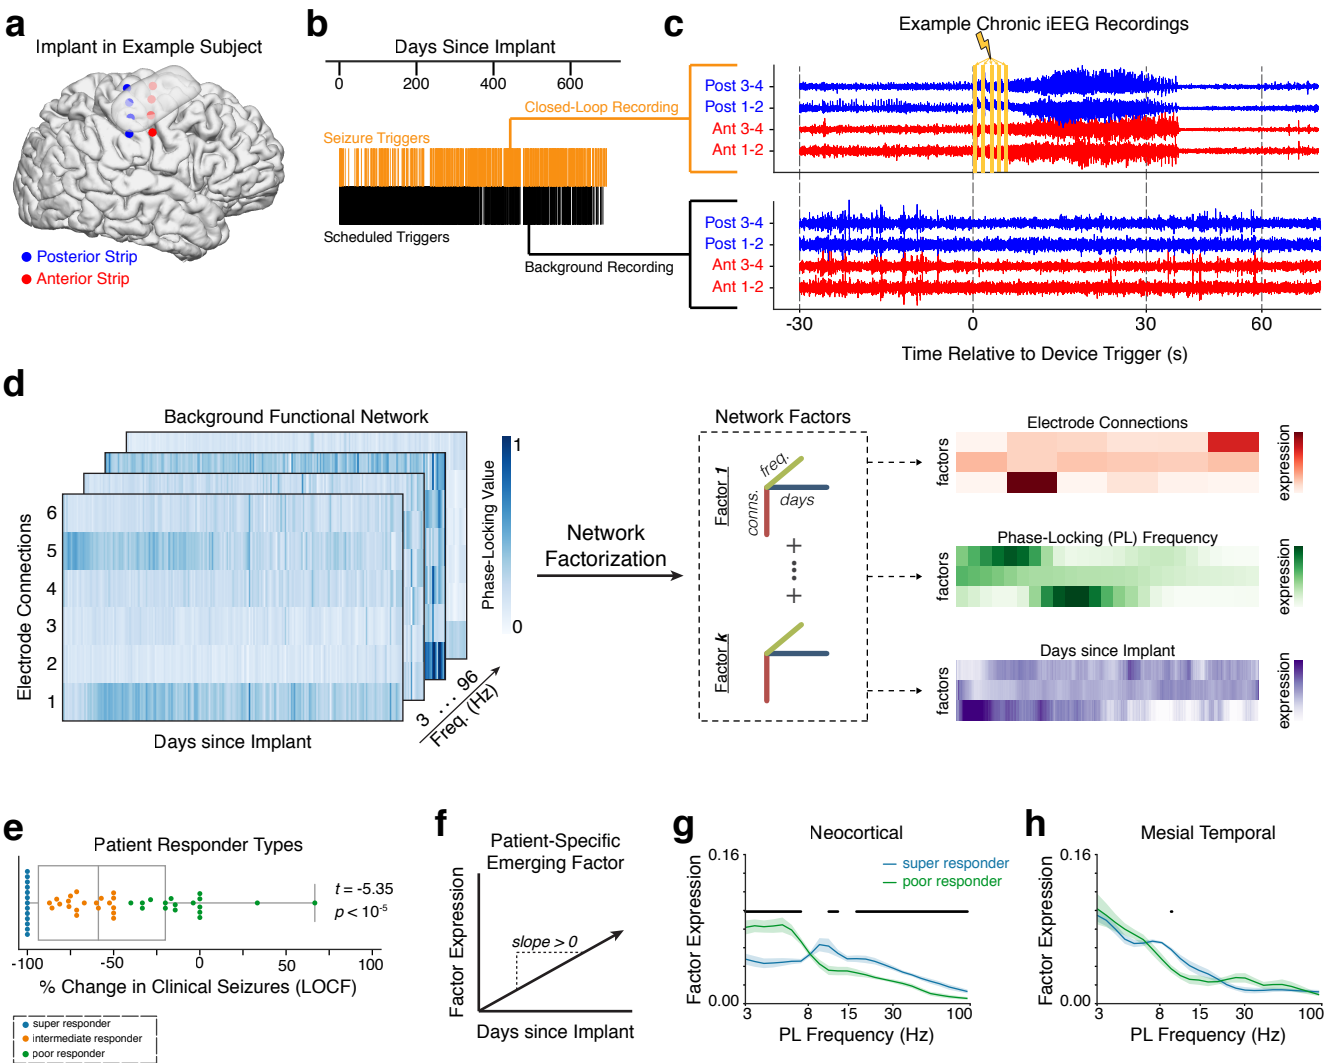 a
Implant in Example Subject
Posterior Strip
Anterior Strip
b
Days Since Implant
0
200
400
600
Closed-Loop Recording
Seizure Triggers
Scheduled Triggers
Background Recording
c
Example Chronic iEEG Recordings
Post 3-4
Post 1-2
Ant 3-4
Ant 1-2
Post 3-4
Post 1-2
Ant 3-4
Ant 1-2
-30
0
30
60
Time Relative to Device Trigger (s)
d
Background Functional Network
Electrode Connections
6
5
4
3
2
1
Days since Implant
3 ... 96
Freq. (Hz)
Phase-Locking Value
1
0
Network
Factorization
Network Factors
Factor 1
freq.
days
conns.
+
+
Factor k
Electrode Connections
factors
expression
Phase-Locking (PL) Frequency
factors
expression
Days since Implant
factors
expression
e
Patient Responder Types
t = -5.35
p < 10-5
-100
-50
0
50
100
% Change in Clinical Seizures (LOCF)
super responder
intermediate responder
poor responder
f
Patient-Specific
Emerging Factor
Factor Expression
slope > 0
Days since Implant
g
Neocortical
0.16
super responder
poor responder
Factor Expression
0.00
3
8
15
30
100
PL Frequency (Hz)
h
Mesial Temporal
0.16
Factor Expression
0.00
3
8
15
30
100
PL Frequency (Hz)